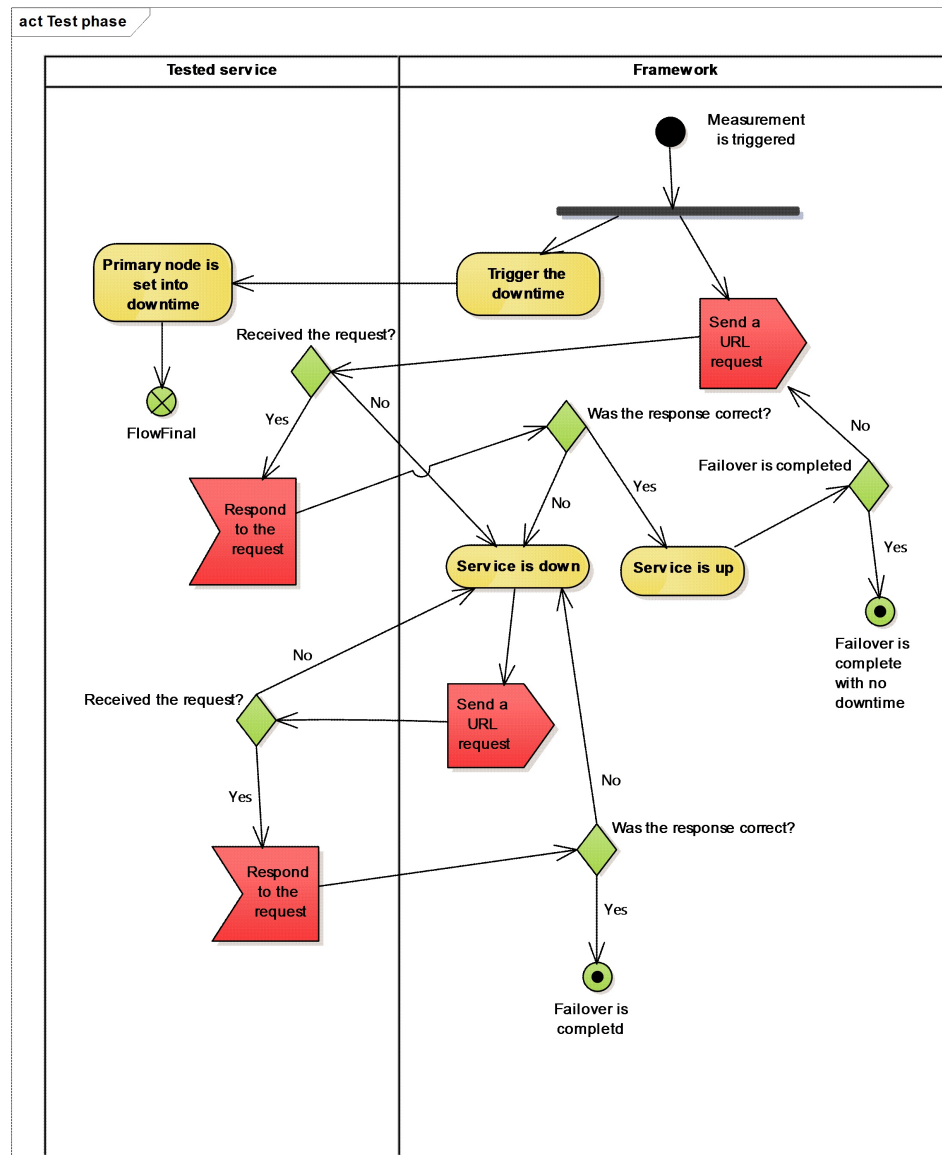 act Test phase
Tested service
Framework
Measurement
is triggered
Primary node is
set into
downtime
Trigger the
downtime
Send a
URL
request
Received the request?
Yes
No
FlowFinal
Was the response correct?
No
Yes
Failover is completed
No
Yes
Respond
to the
request
Service is down
Service is up
Failover is
complete
with no
downtime
No
Received the request?
Send a
URL
request
Yes
No
Was the response correct?
Respond
to the
request
Yes
Failover is
completd